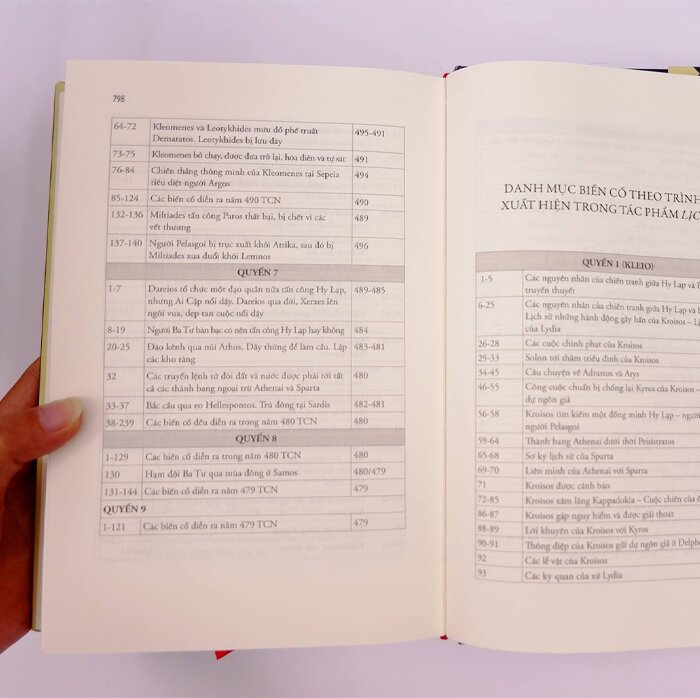 798
64-72 Kleomenes và Leotykhides mưu đồ phế truất 495-491
Demaratos. Leotykhides bị lưu đày
73-75 Kleomenes bỏ chạy, được đưa trở lại, hóa điên và tự sát 491
76-84 Chiến thắng thông minh của Kleomenes tại Sepeia 494
tiêu diệt người Argos
85-124 Các biến cố diễn ra năm 490 TCN 490
132-136 Miltiades tấn công Paros thất bại, bị chết vì các 489
vết thương
137-140 Người Pelasgoi bị trục xuất khỏi Attika, sau đó bị 496
Miltiades xua đuổi khỏi Lemnos
QUYỂN 7
1-7 Dareios tổ chức một đạo quân nữa tấn công Hy Lạp, 489-485
nhưng Ai Cập nổi dậy. Dareios qua đời, Xerxes lên
ngôi vua, dẹp tan cuộc nổi dậy
8-19 Người Ba Tư bàn bạc có nên tấn công Hy Lạp hay không 484
20-25 Đào kênh qua núi Athos. Dây thừng để làm cầu. Lập 483-481
các kho tàng
32 Các truyền lệnh sứ đòi đất và nước được phái tới tất 480
cả các thành bang ngoại trừ Athenai và Sparta
33-37 Bắc cầu qua eo Hellespontos. Trú đông tại Sardis 482-481
38-239 Các biến cố đều diễn ra trong năm 480 TCN 480
QUYỂN 8
1-129 Các biến cố diễn ra trong năm 480 TCN 480
130 Hạm đội Ba Tư qua mùa đông ở Samos 480/479
131-144 Các biến cố diễn ra năm 479 TCN 479
QUYỂN 9
1-121 Các biến cố diễn ra năm 479 TCN 479
DANH MỤC BIẾN CỐ THEO TRÌNH
XUẤT HIỆN TRONG TÁC PHẨM LỊC
QUYỂN 1 (KLEIO)
1-5 Các nguyên nhân của chiến tranh giữa Hy Lạp và B
truyền thuyết
6-25 Các nguyên nhân của chiến tranh giữa Hy Lạp và
Lịch sử những hành động gây hấn của Kroisos – L
của Lydia
26-28 Các cuộc chinh phạt của Kroisos
29-33 Solon tới thăm triều đình của Kroisos
34-45 Câu chuyện về Adrastos và Atys
46-55 Công cuộc chuẩn bị chống lại Kyros của Kroisos –
dự ngôn giả
56-58 Kroisos tìm kiếm một đồng minh Hy Lạp – người
người Pelasgoi
59-64 Thành bang Athenai dưới thời Peisistratos
65-68 Sơ kỳ lịch sử của Sparta
69-70 Liên minh của Athenai với Sparta
71 Kroisos được cảnh báo
72-85 Kroisos xâm lăng Kappadokia – Cuộc chiến của
86-87 Kroisos gặp nguy hiểm và được giải thoát
88-89 Lời khuyên của Kroisos với Kyros
90-91 Thông điệp của Kroisos gửi dự ngôn giả ở Delph
92 Các lễ vật của Kroisos
93 Các kỳ quan của xứ Lydia